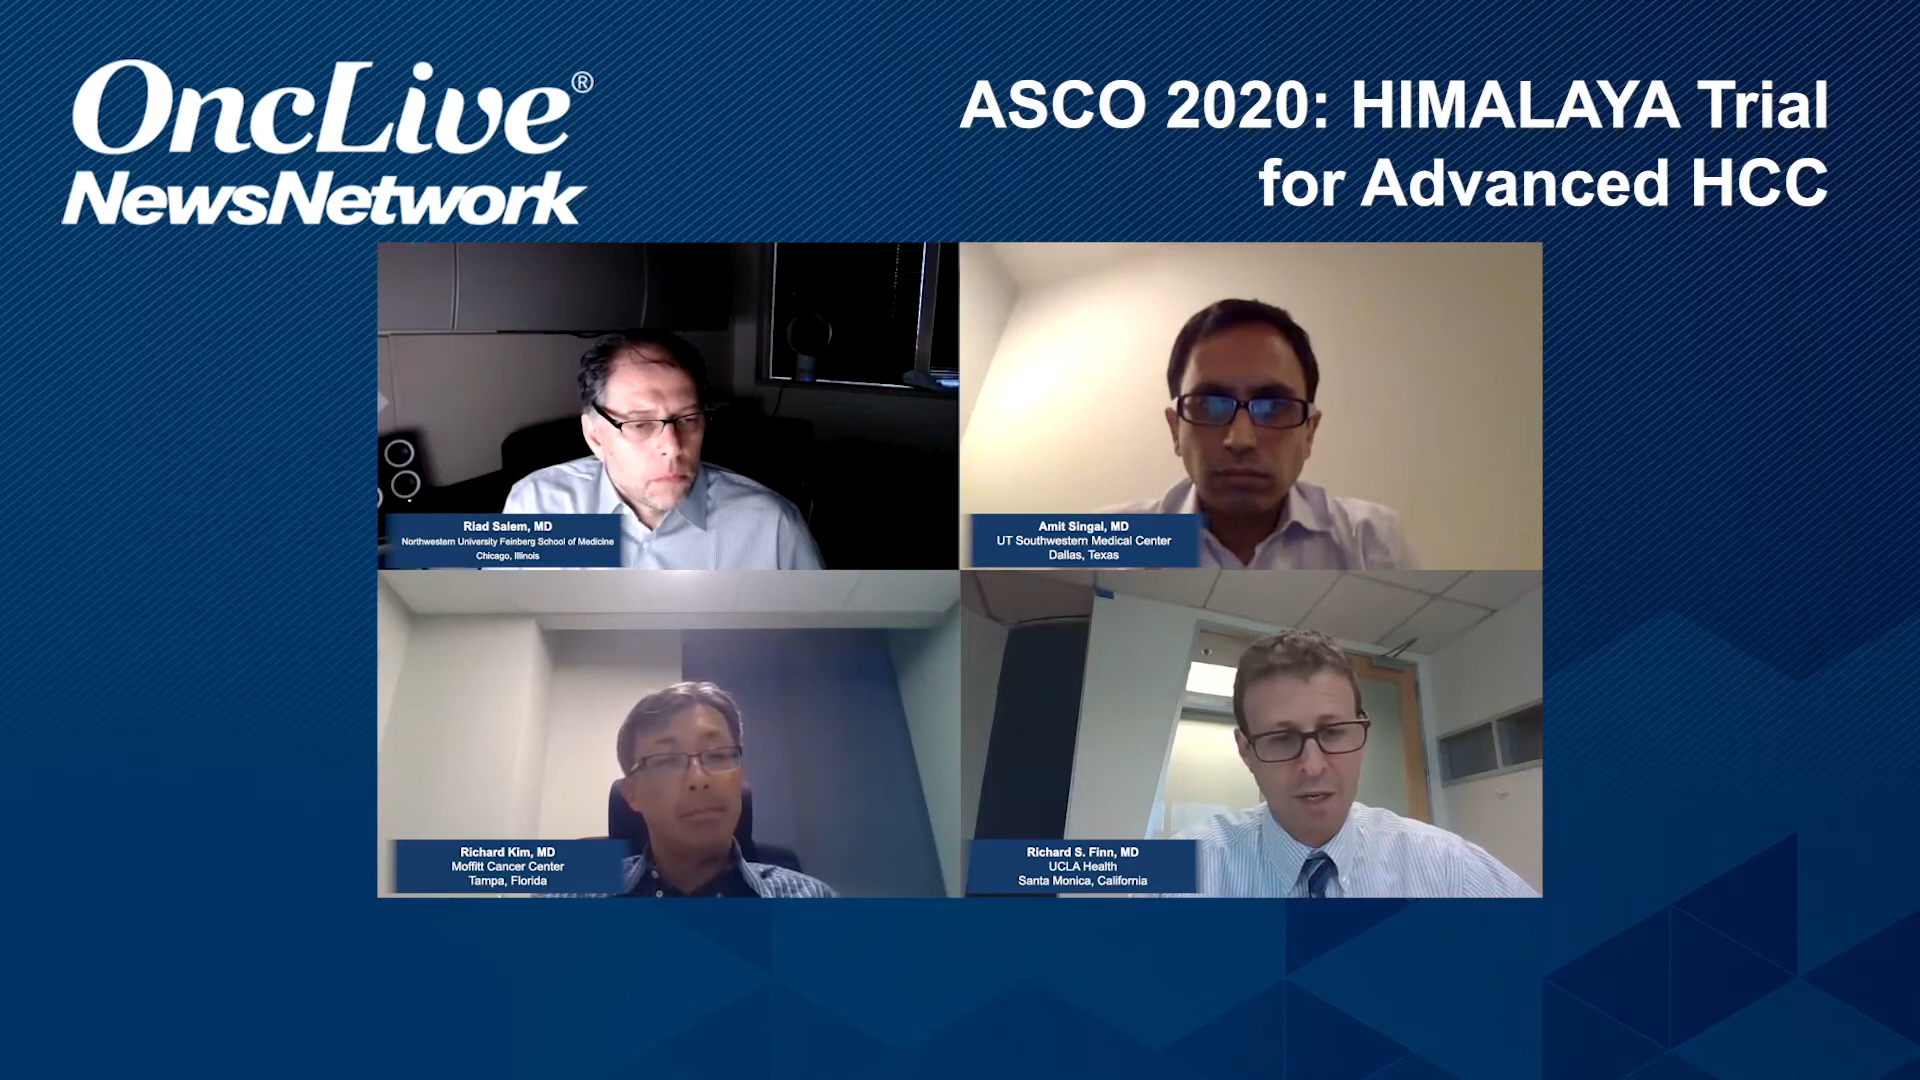 OncLive®
NewsNetwork
ASCO 2020: HIMALAYA Trial
for Advanced HCC
Riad Salem, MD
Northwestern University Feinberg School of Medicine
Chicago, Illinois
Amit Singal, MD
UT Southwestern Medical Center
Dallas, Texas
Richard Kim, MD
Moffitt Cancer Center
Tampa, Florida
Richard S. Finn, MD
UCLA Health
Santa Monica, California